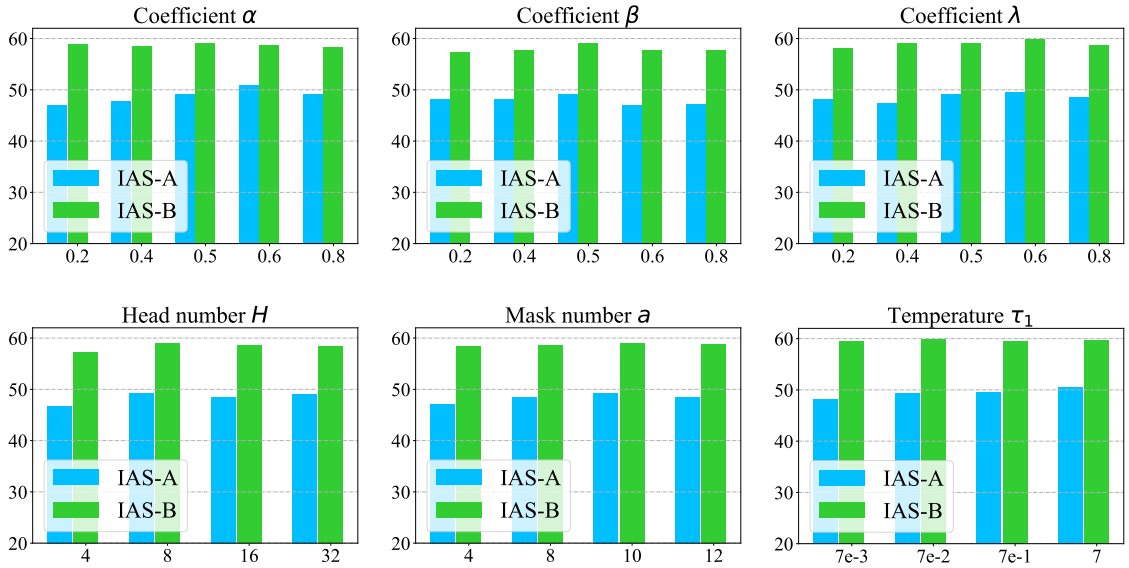 Coefficient α
60
50
40
30
20
IAS-A
IAS-B
0.2 0.4 0.5 0.6 0.8
Coefficient β
60
50
40
30
20
IAS-A
IAS-B
0.2 0.4 0.5 0.6 0.8
Coefficient λ
60
50
40
30
20
IAS-A
IAS-B
0.2 0.4 0.5 0.6 0.8
Head number H
60
50
40
30
20
IAS-A
IAS-B
4 8 16 32
Mask number a
60
50
40
30
20
IAS-A
IAS-B
4 8 10 12
Temperature τ₁
60
50
40
30
20
IAS-A
IAS-B
7e-3 7e-2 7e-1 7